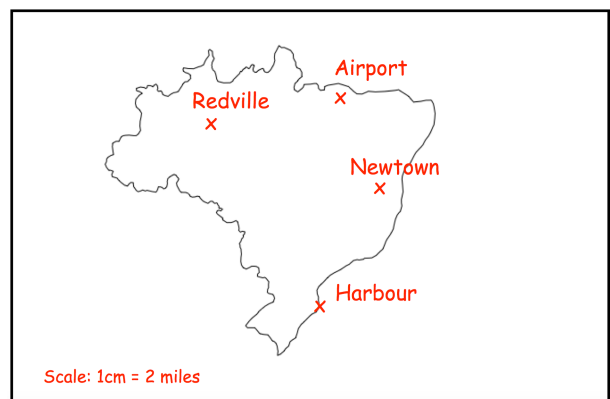 Airport
x
Redville
x
Newtown
x
Harbour
x
Scale: 1cm = 2 miles